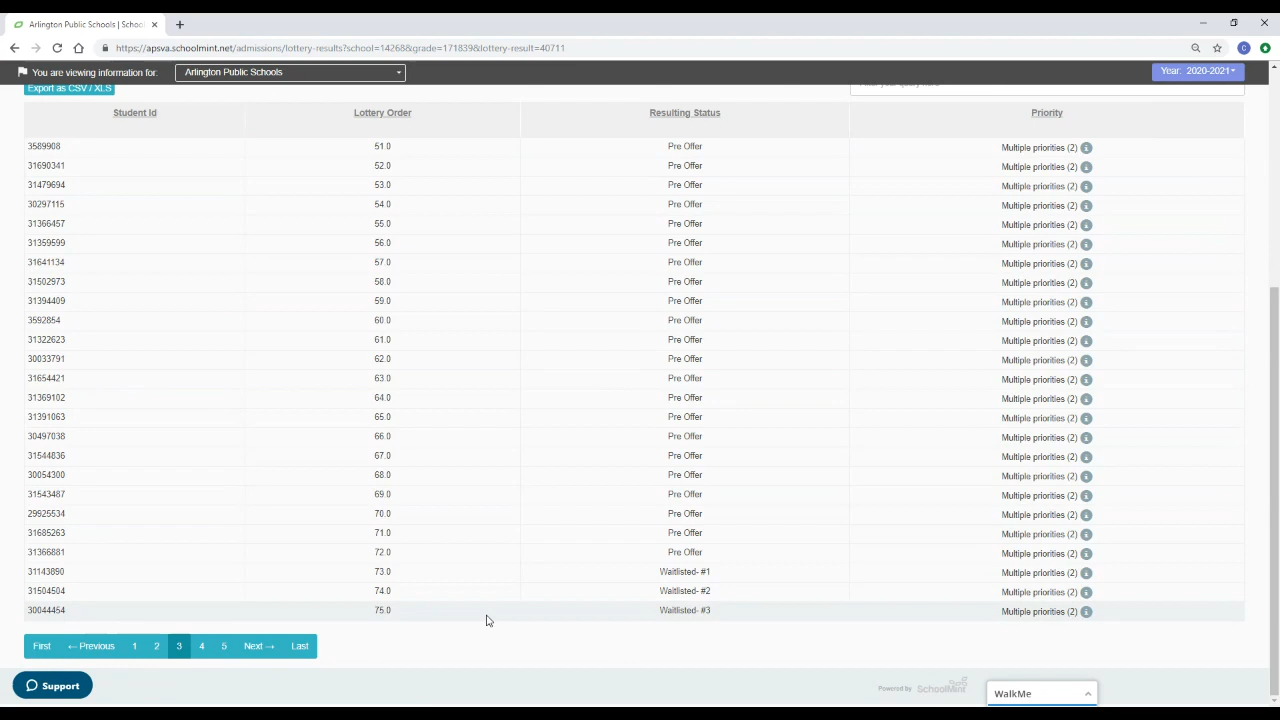 Arlington Public Schools | School
https://apsva.schoolmint.net/admissions/lottery-results?school=14268&grade=171839&lottery-result=40711
C
You are viewing information for: Arlington Public Schools Year: 2020-2021
Export as CSV / XLS
Student Id Lottery Order Resulting Status Priority
3589908 51.0 Pre Offer Multiple priorities (2)
31690341 52.0 Pre Offer Multiple priorities (2)
31479694 53.0 Pre Offer Multiple priorities (2)
30297115 54.0 Pre Offer Multiple priorities (2)
31366457 55.0 Pre Offer Multiple priorities (2)
31359599 56.0 Pre Offer Multiple priorities (2)
31641134 57.0 Pre Offer Multiple priorities (2)
31502973 58.0 Pre Offer Multiple priorities (2)
31394409 59.0 Pre Offer Multiple priorities (2)
3592854 60.0 Pre Offer Multiple priorities (2)
31322623 61.0 Pre Offer Multiple priorities (2)
30033791 62.0 Pre Offer Multiple priorities (2)
31654421 63.0 Pre Offer Multiple priorities (2)
31369102 64.0 Pre Offer Multiple priorities (2)
31391063 65.0 Pre Offer Multiple priorities (2)
30497038 66.0 Pre Offer Multiple priorities (2)
31544836 67.0 Pre Offer Multiple priorities (2)
30054300 68.0 Pre Offer Multiple priorities (2)
31543487 69.0 Pre Offer Multiple priorities (2)
29925534 70.0 Pre Offer Multiple priorities (2)
31685263 71.0 Pre Offer Multiple priorities (2)
31366881 72.0 Pre Offer Multiple priorities (2)
31143890 73.0 Waitlisted- #1 Multiple priorities (2)
31504504 74.0 Waitlisted- #2 Multiple priorities (2)
30044454 75.0 Waitlisted- #3 Multiple priorities (2)
First ← Previous 1 2 3 4 5 Next → Last
Support
Powered by SchoolMint
WalkMe